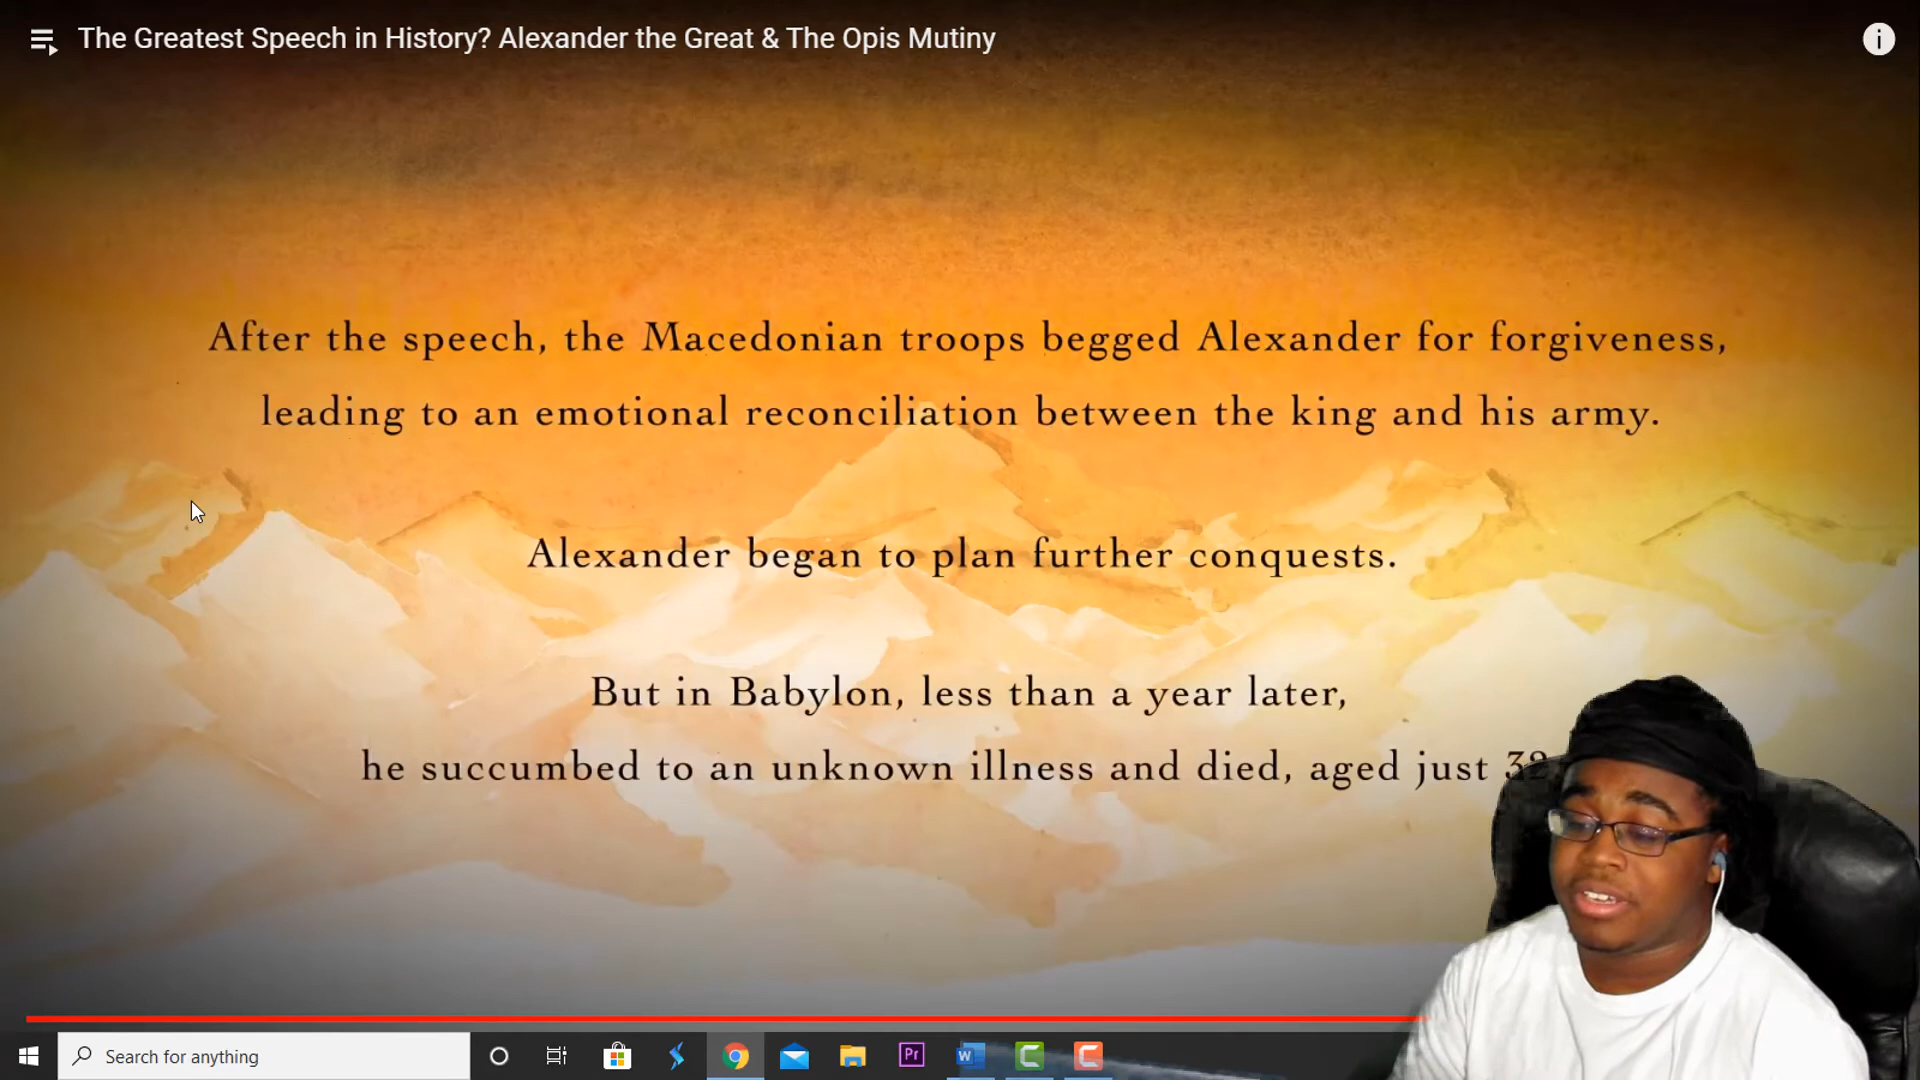 The Greatest Speech in History? Alexander the Great & The Opis Mutiny
After the speech, the Macedonian troops begged Alexander for forgiveness,
leading to an emotional reconciliation between the king and his army.
Alexander began to plan further conquests.
But in Babylon, less than a year later,
he succumbed to an unknown illness and died, aged just 32
Search for anything
Pr
W